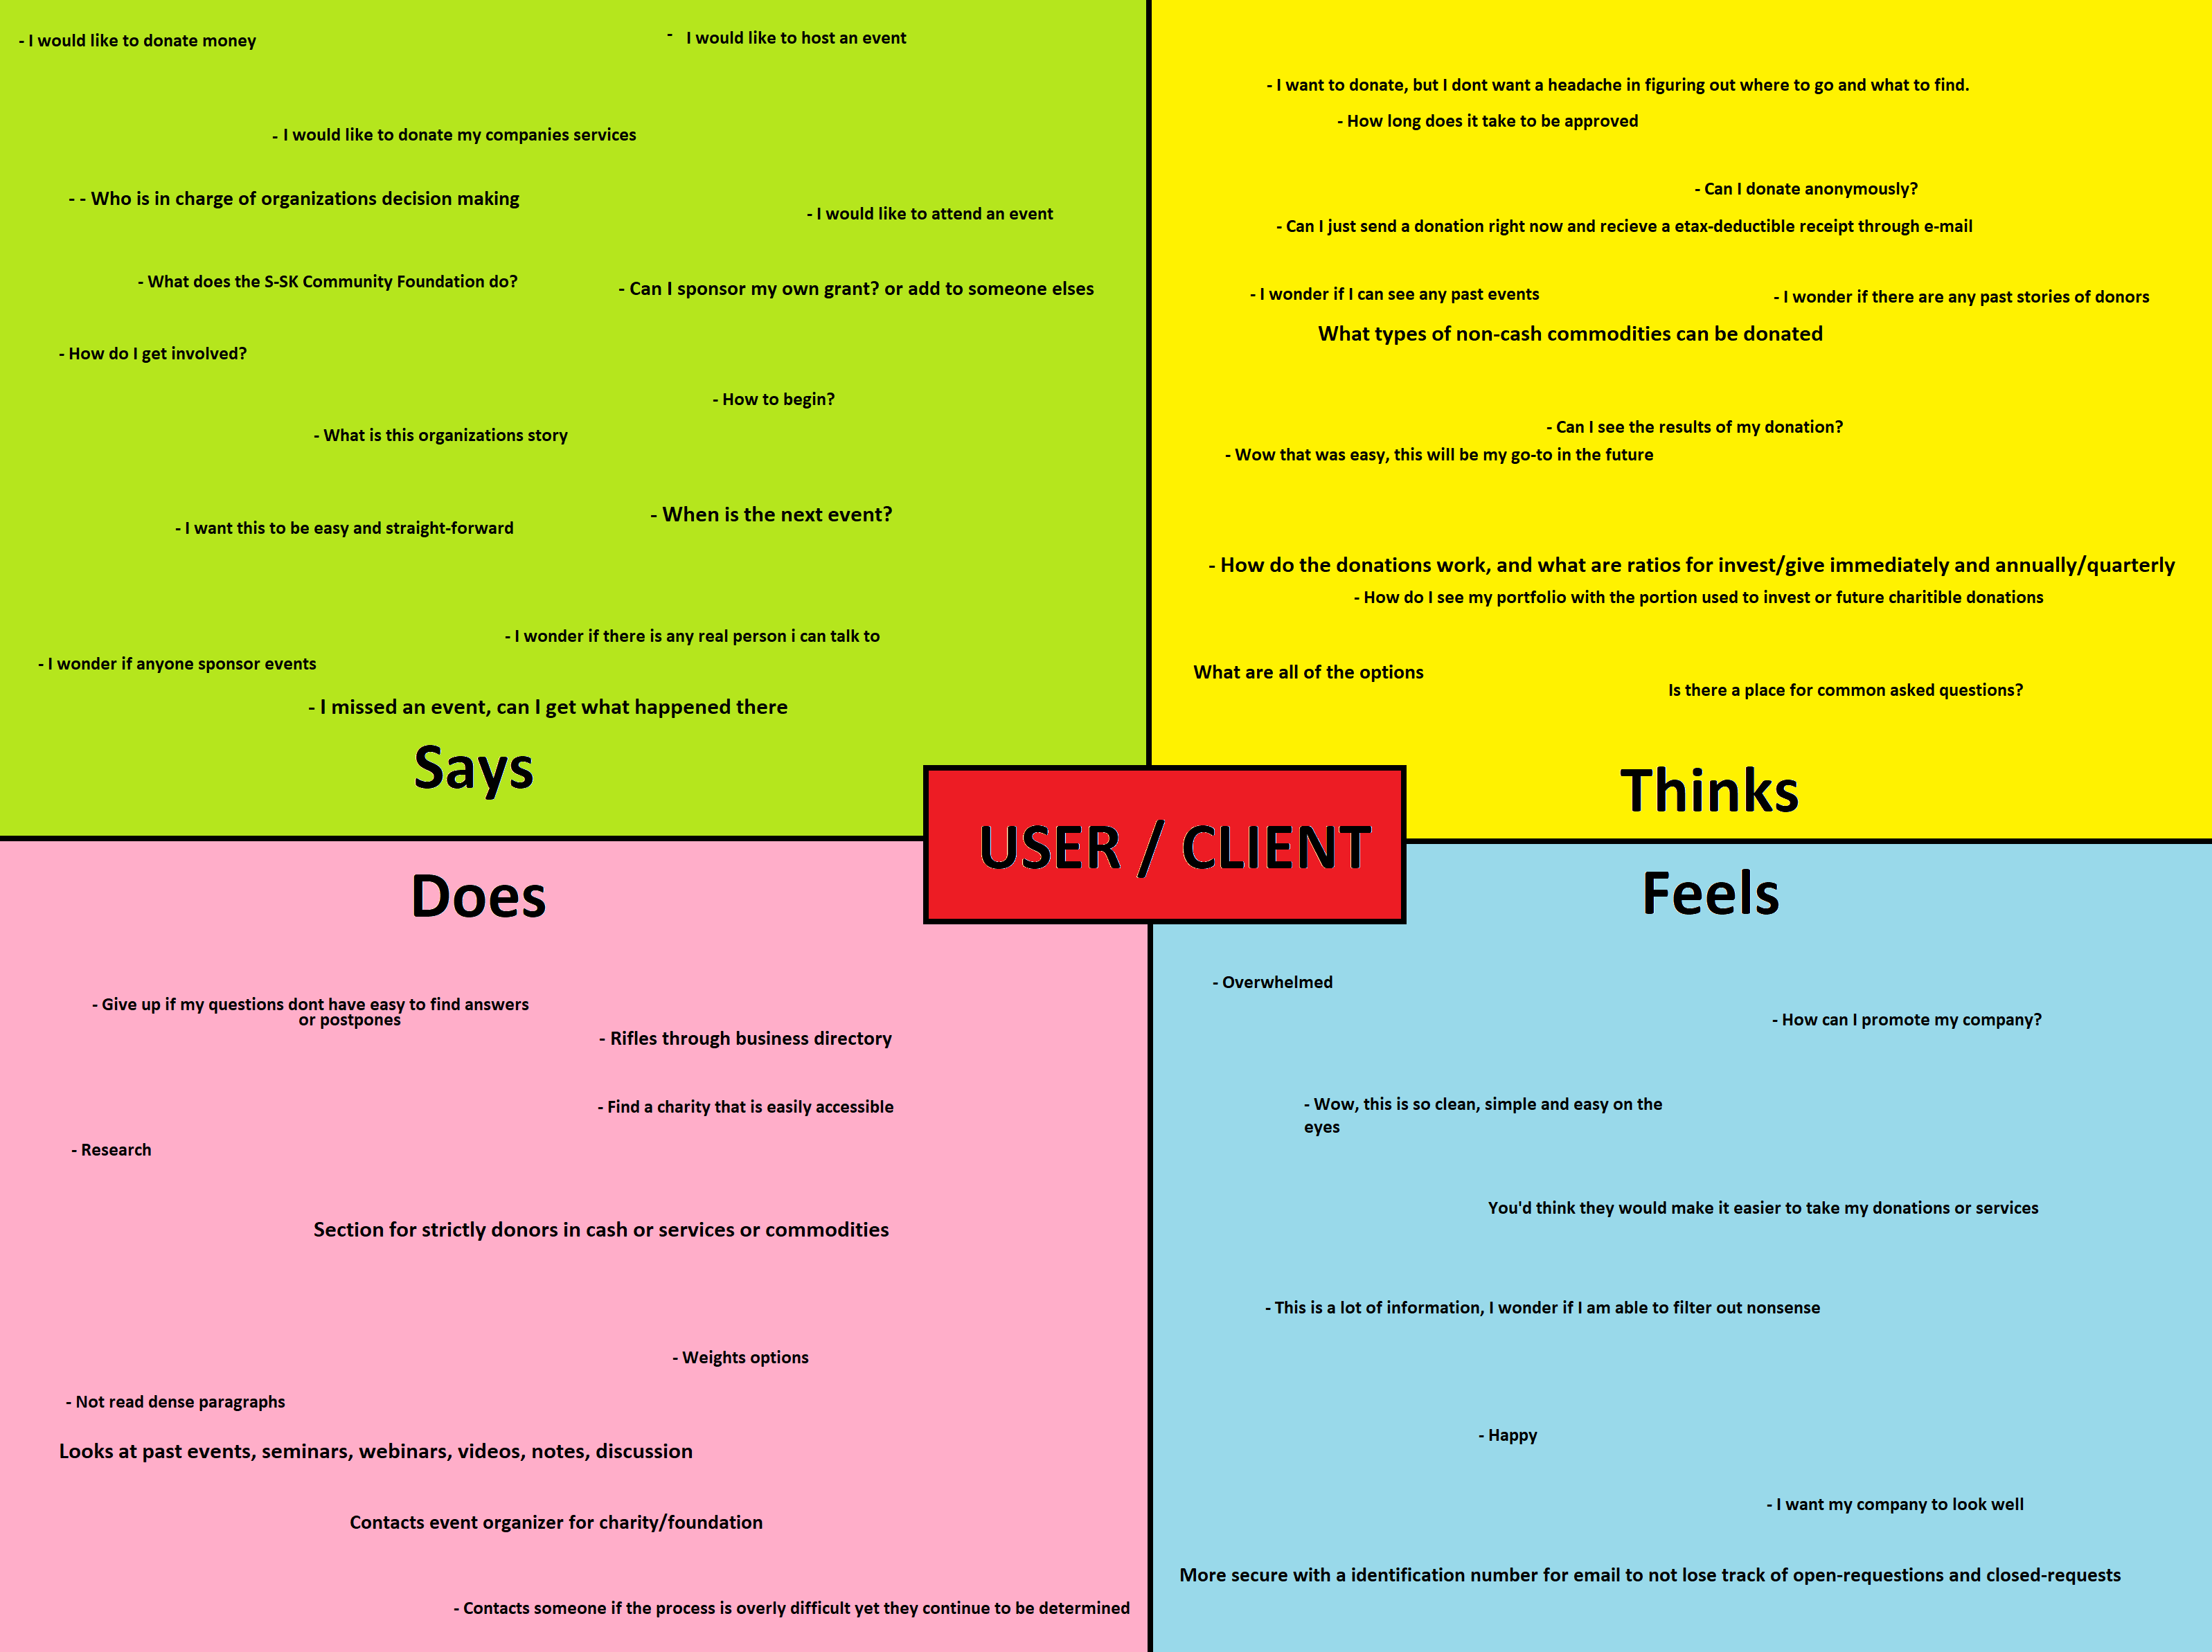 - I would like to donate money
- I would like to host an event
- I would like to donate my companies services
- - Who is in charge of organizations decision making
- I would like to attend an event
- What does the S-SK Community Foundation do?
- Can I sponsor my own grant? or add to someone elses
- How do I get involved?
- How to begin?
- What is this organizations story
- When is the next event?
- I want this to be easy and straight-forward
- I wonder if there is any real person i can talk to
- I wonder if anyone sponsor events
- I missed an event, can I get what happened there
Says
- I want to donate, but I dont want a headache in figuring out where to go and what to find.
- How long does it take to be approved
- Can I donate anonymously?
- Can I just send a donation right now and recieve a etax-deductible receipt through e-mail
- I wonder if I can see any past events
- I wonder if there are any past stories of donors
What types of non-cash commodities can be donated
- Can I see the results of my donation?
- Wow that was easy, this will be my go-to in the future
- How do the donations work, and what are ratios for invest/give immediately and annually/quarterly
- How do I see my portfolio with the portion used to invest or future charitible donations
What are all of the options
Is there a place for common asked questions?
Thinks
USER / CLIENT
Does
- Give up if my questions dont have easy to find answers
or postpones
- Rifles through business directory
- Find a charity that is easily accessible
- Research
Section for strictly donors in cash or services or commodities
- Weights options
- Not read dense paragraphs
Looks at past events, seminars, webinars, videos, notes, discussion
Contacts event organizer for charity/foundation
- Contacts someone if the process is overly difficult yet they continue to be determined
Feels
- Overwhelmed
- How can I promote my company?
- Wow, this is so clean, simple and easy on the
eyes
You'd think they would make it easier to take my donations or services
- This is a lot of information, I wonder if I am able to filter out nonsense
- Happy
- I want my company to look well
More secure with a identification number for email to not lose track of open-requestions and closed-requests